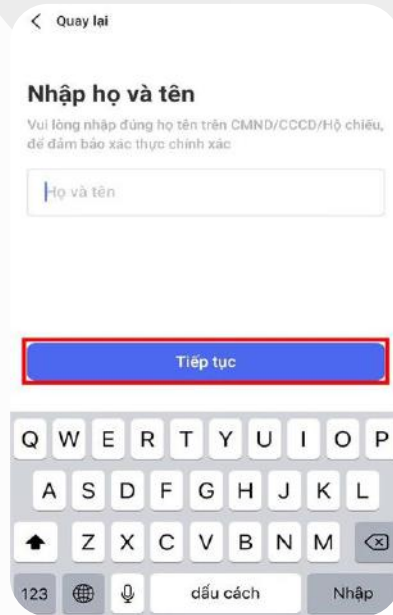 Quay lại
Nhập họ và tên
Vui lòng nhập đúng họ tên trên CMND/CCCD/Hộ chiếu,
để đảm bảo xác thực chính xác
Họ và tên
Tiếp tục
Q W E R T Y U I O P
A S D F G H J K L
Z X C V B N M
123 dấu cách Nhập